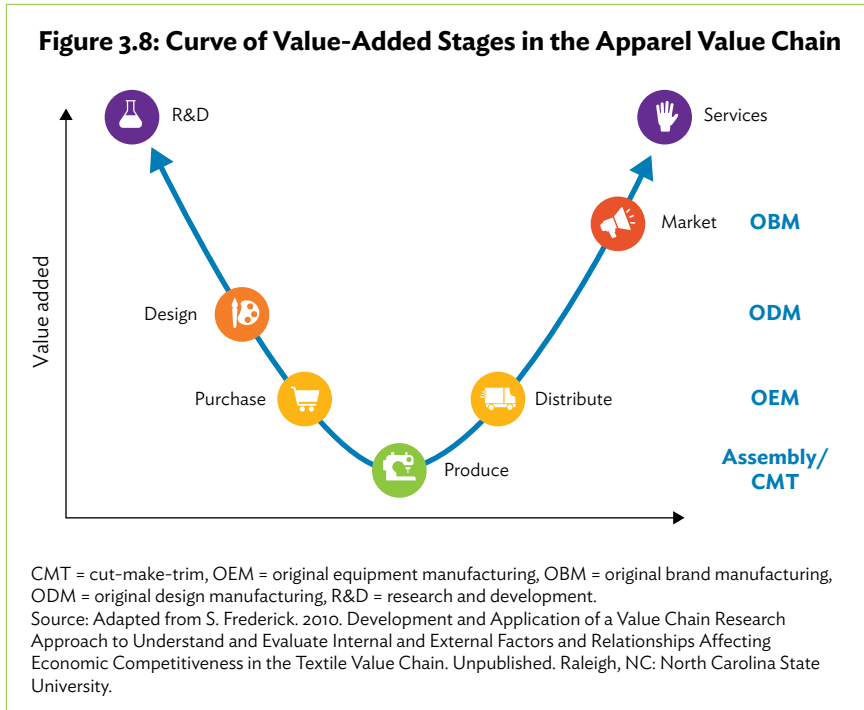 Figure 3.8: Curve of Value-Added Stages in the Apparel Value Chain
R&D
Services
Market
OBM
Design
ODM
Purchase
Distribute
OEM
Produce
Assembly/
CMT
Value added
CMT = cut-make-trim, OEM = original equipment manufacturing, OBM = original brand manufacturing,
ODM = original design manufacturing, R&D = research and development.
Source: Adapted from S. Frederick. 2010. Development and Application of a Value Chain Research
Approach to Understand and Evaluate Internal and External Factors and Relationships Affecting
Economic Competitiveness in the Textile Value Chain. Unpublished. Raleigh, NC: North Carolina State
University.